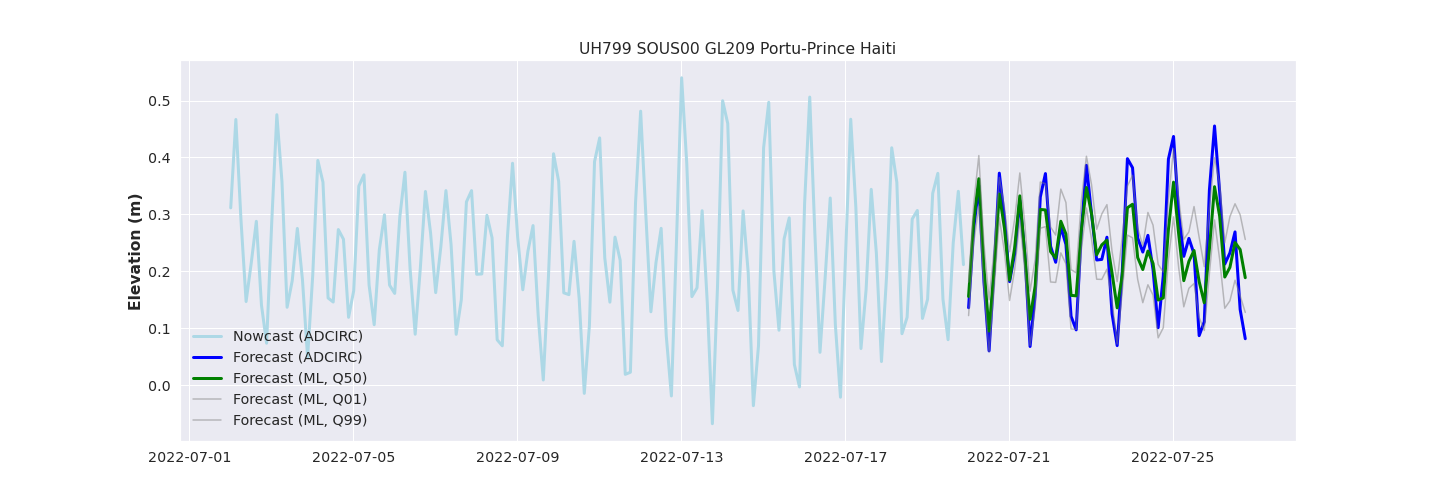 UH799 SOUS00 GL209 Portu-Prince Haiti
Elevation (m)
0.5
0.4
0.3
0.2
0.1
0.0
Nowcast (ADCIRC)
Forecast (ADCIRC)
Forecast (ML, Q50)
Forecast (ML, Q01)
Forecast (ML, Q99)
2022-07-01 2022-07-05 2022-07-09 2022-07-13 2022-07-17 2022-07-21 2022-07-25